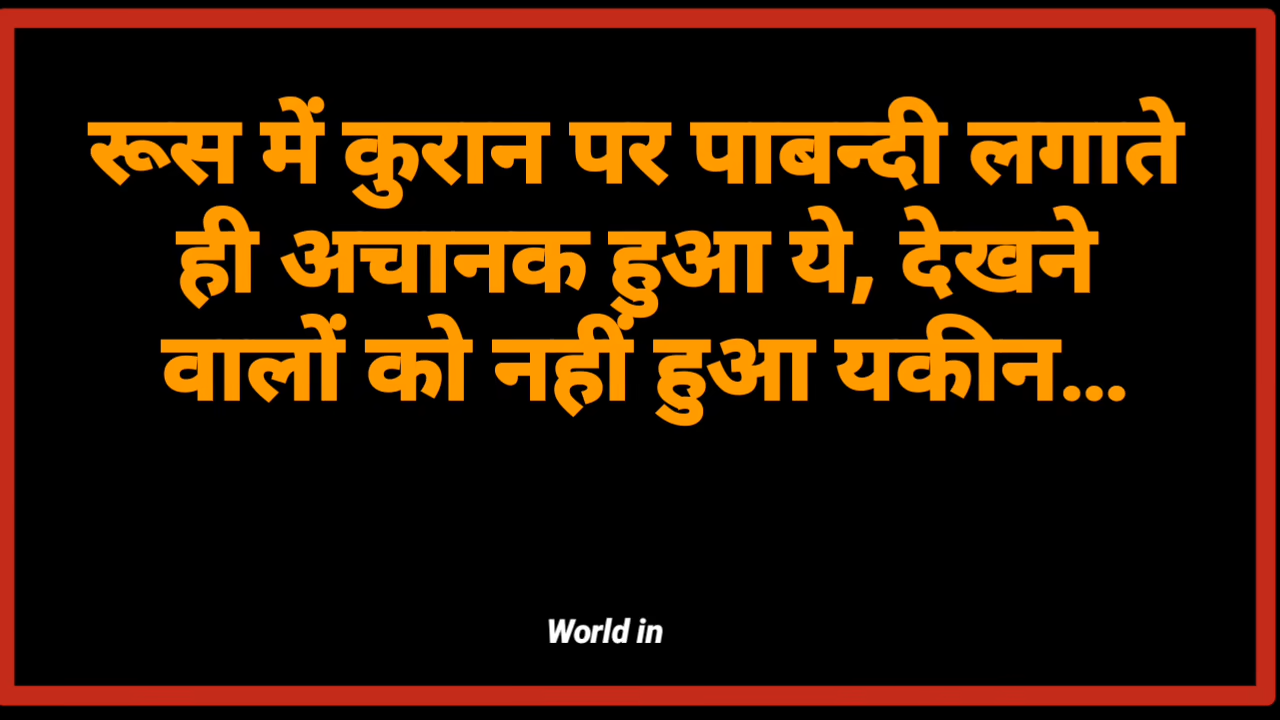 रूस में कुरान पर पाबन्दी लगाते
ही अचानक हुआ ये, देखने
वालों को नहीं हुआ यकीन...
World in